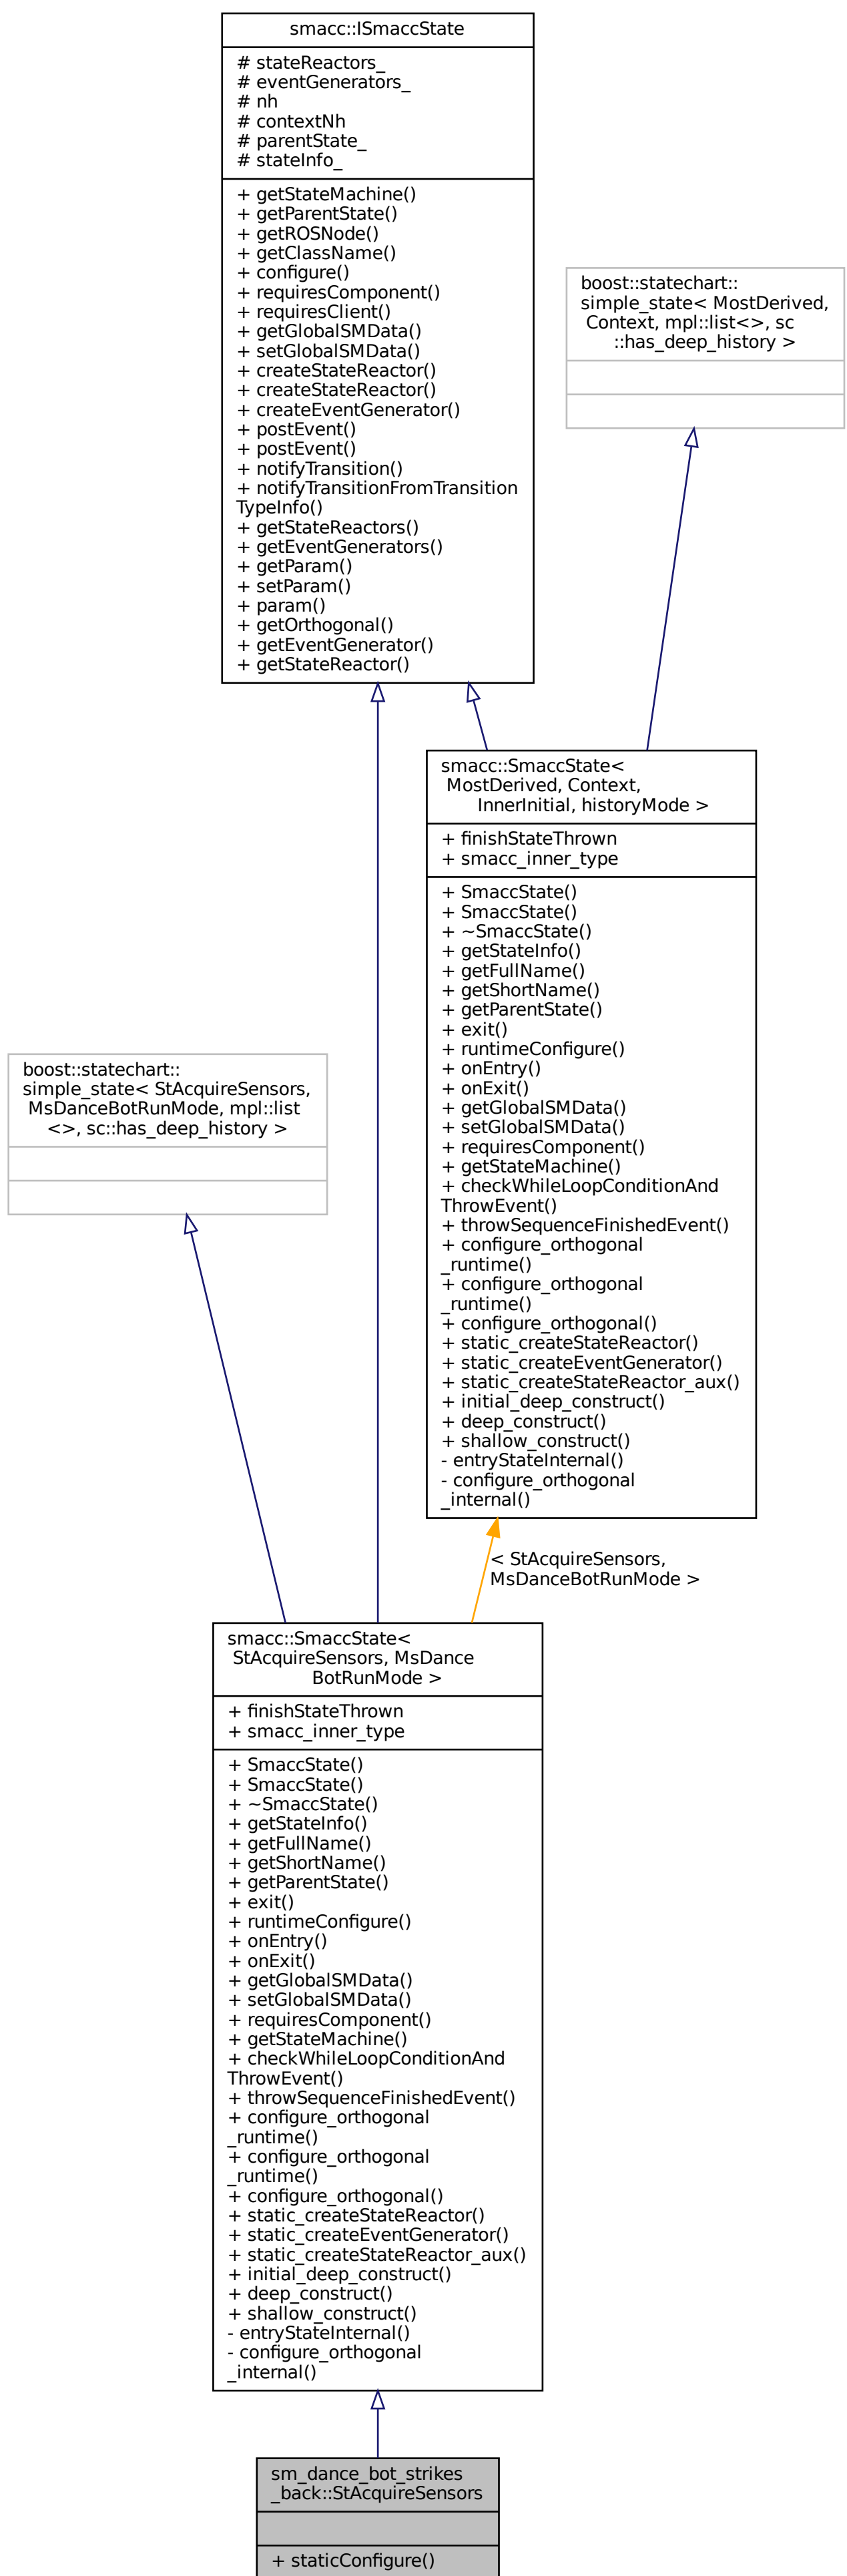 smacc::ISmaccState
# stateReactors_
# eventGenerators_
# nh
# contextNh
# parentState_
# stateInfo_
+ getStateMachine()
+ getParentState()
+ getROSNode()
+ getClassName()
+ configure()
+ requiresComponent()
+ requiresClient()
+ getGlobalSMData()
+ setGlobalSMData()
+ createStateReactor()
+ createStateReactor()
+ createEventGenerator()
+ postEvent()
+ postEvent()
+ notifyTransition()
+ notifyTransitionFromTransition
TypeInfo()
+ getStateReactors()
+ getEventGenerators()
+ getParam()
+ setParam()
+ param()
+ getOrthogonal()
+ getEventGenerator()
+ getStateReactor()
boost::statechart::
simple_state< MostDerived,
Context, mpl::list<>, sc
::has_deep_history >
smacc::SmaccState<
MostDerived, Context,
InnerInitial, historyMode >
+ finishStateThrown
+ smacc_inner_type
+ SmaccState()
+ SmaccState()
+ ~SmaccState()
+ getStateInfo()
+ getFullName()
+ getShortName()
+ getParentState()
+ exit()
+ runtimeConfigure()
+ onEntry()
+ onExit()
+ getGlobalSMData()
+ setGlobalSMData()
+ requiresComponent()
+ getStateMachine()
+ checkWhileLoopConditionAnd
ThrowEvent()
+ throwSequenceFinishedEvent()
+ configure_orthogonal
_runtime()
+ configure_orthogonal
_runtime()
+ configure_orthogonal()
+ static_createStateReactor()
+ static_createEventGenerator()
+ static_createStateReactor_aux()
+ initial_deep_construct()
+ deep_construct()
+ shallow_construct()
- entryStateInternal()
- configure_orthogonal
_internal()
boost::statechart::
simple_state< StAcquireSensors,
MsDanceBotRunMode, mpl::list
<>, sc::has_deep_history >
< StAcquireSensors,
MsDanceBotRunMode >
smacc::SmaccState<
StAcquireSensors, MsDance
BotRunMode >
+ finishStateThrown
+ smacc_inner_type
+ SmaccState()
+ SmaccState()
+ ~SmaccState()
+ getStateInfo()
+ getFullName()
+ getShortName()
+ getParentState()
+ exit()
+ runtimeConfigure()
+ onEntry()
+ onExit()
+ getGlobalSMData()
+ setGlobalSMData()
+ requiresComponent()
+ getStateMachine()
+ checkWhileLoopConditionAnd
ThrowEvent()
+ throwSequenceFinishedEvent()
+ configure_orthogonal
_runtime()
+ configure_orthogonal
_runtime()
+ configure_orthogonal()
+ static_createStateReactor()
+ static_createEventGenerator()
+ static_createStateReactor_aux()
+ initial_deep_construct()
+ deep_construct()
+ shallow_construct()
- entryStateInternal()
- configure_orthogonal
_internal()
sm_dance_bot_strikes
_back::StAcquireSensors
+ staticConfigure()